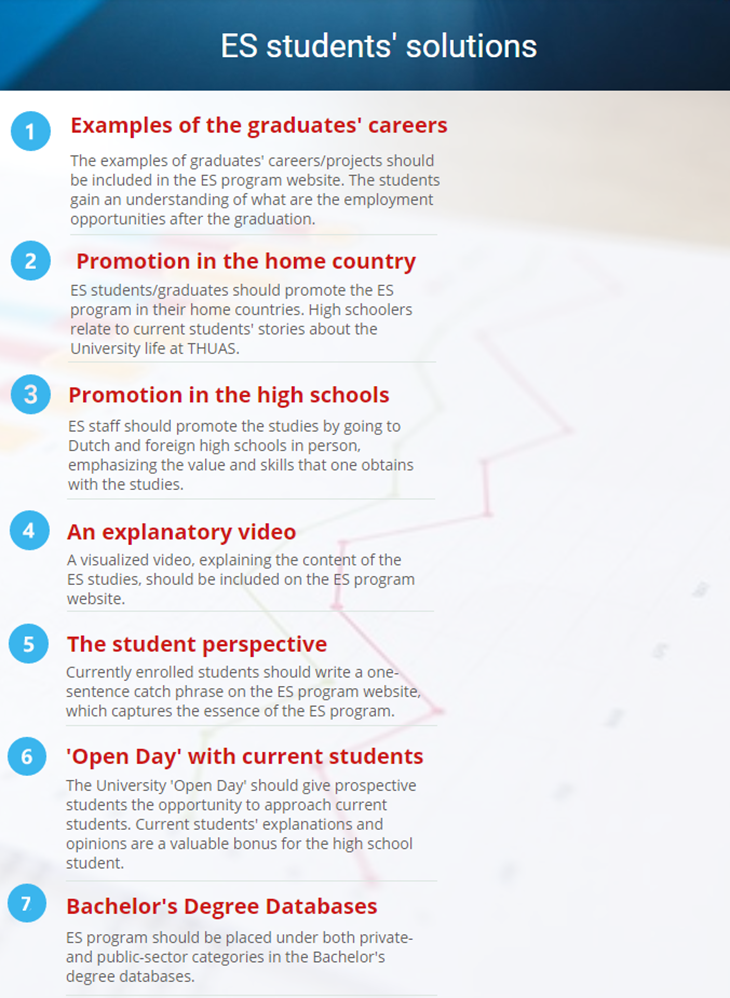 ES students' solutions
1
Examples of the graduates' careers
The examples of graduates' careers/projects should
be included in the ES program website. The students
gain an understanding of what are the employment
opportunities after the graduation.
2
Promotion in the home country
ES students/graduates should promote the ES
program in their home countries. High schoolers
relate to current students' stories about the
University life at THUAS.
3
Promotion in the high schools
ES staff should promote the studies by going to
Dutch and foreign high schools in person,
emphasizing the value and skills that one obtains
with the studies.
4
An explanatory video
A visualized video, explaining the content of the
ES studies, should be included on the ES program
website.
5
The student perspective
Currently enrolled students should write a one-
sentence catch phrase on the ES program website,
which captures the essence of the ES program.
6
'Open Day' with current students
The University 'Open Day' should give prospective
students the opportunity to approach current
students. Current students' explanations and
opinions are a valuable bonus for the high school
student.
7
Bachelor's Degree Databases
ES program should be placed under both private-
and public-sector categories in the Bachelor's
degree databases.